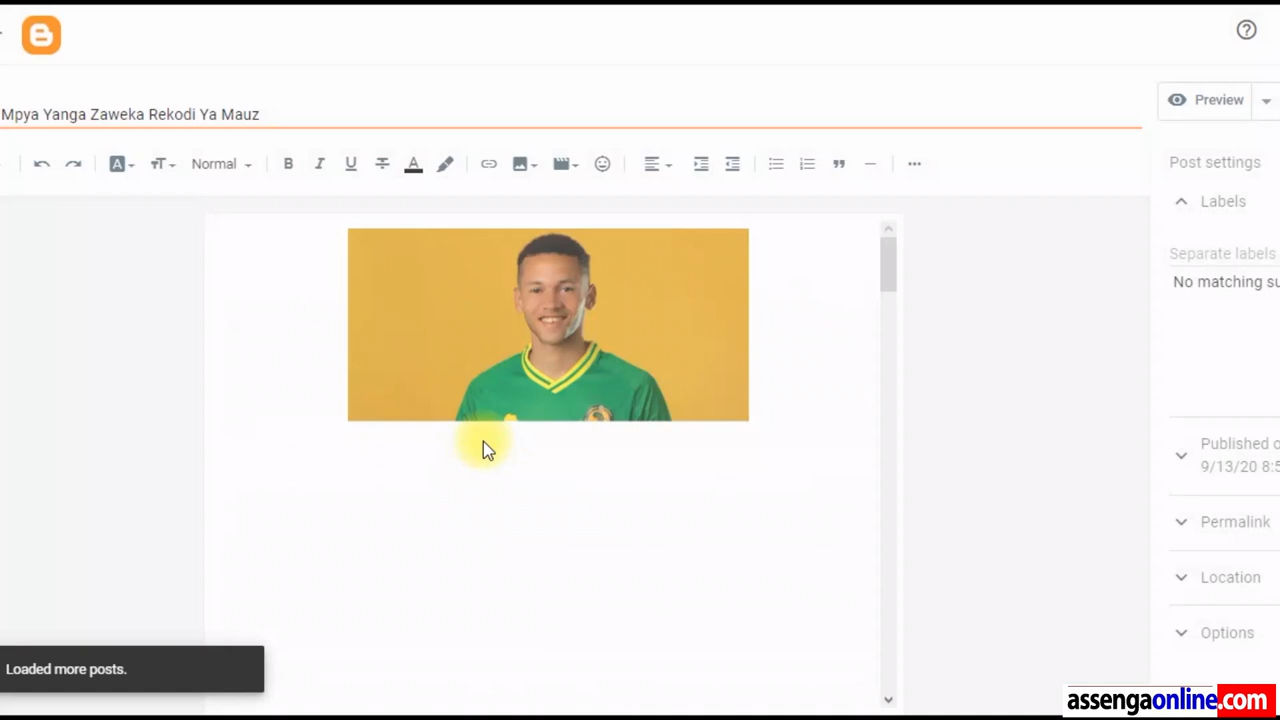 Mpya Yanga Zaweka Rekodi Ya Mauz
Preview
Normal
B I U A
Post settings
Labels
Separate labels
No matching su
Published o
9/13/20 8:5
Permalink
Location
Options
Loaded more posts.
assengaonline.com